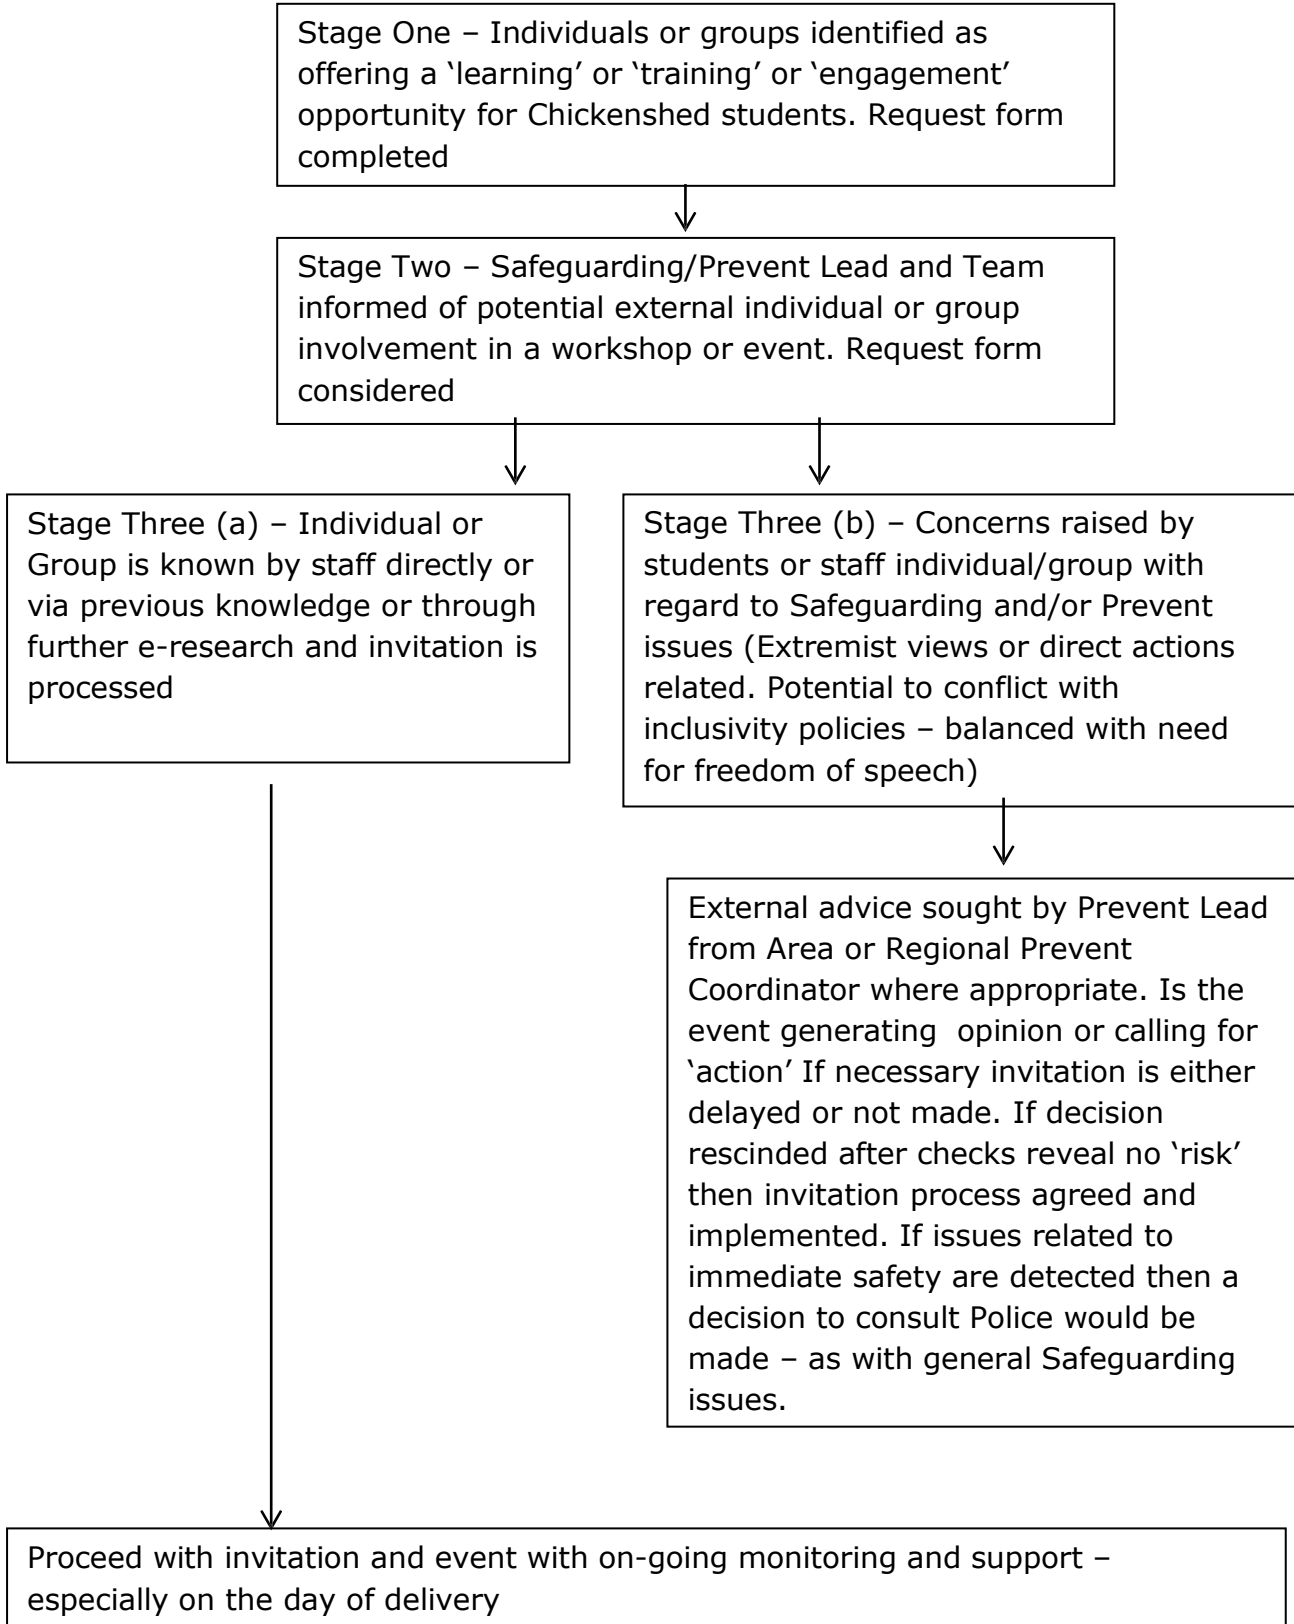 Stage One – Individuals or groups identified as
offering a ‘learning’ or ‘training’ or ‘engagement’
opportunity for Chickenshed students. Request form
completed
Stage Two – Safeguarding/Prevent Lead and Team
informed of potential external individual or group
involvement in a workshop or event. Request form
considered
Stage Three (a) – Individual or
Group is known by staff directly or
via previous knowledge or through
further e-research and invitation is
processed
Stage Three (b) – Concerns raised by
students or staff individual/group with
regard to Safeguarding and/or Prevent
issues (Extremist views or direct actions
related. Potential to conflict with
inclusivity policies – balanced with need
for freedom of speech)
External advice sought by Prevent Lead
from Area or Regional Prevent
Coordinator where appropriate. Is the
event generating  opinion or calling for
‘action’ If necessary invitation is either
delayed or not made. If decision
rescinded after checks reveal no ‘risk’
then invitation process agreed and
implemented. If issues related to
immediate safety are detected then a
decision to consult Police would be
made – as with general Safeguarding
issues.
Proceed with invitation and event with on-going monitoring and support –
especially on the day of delivery